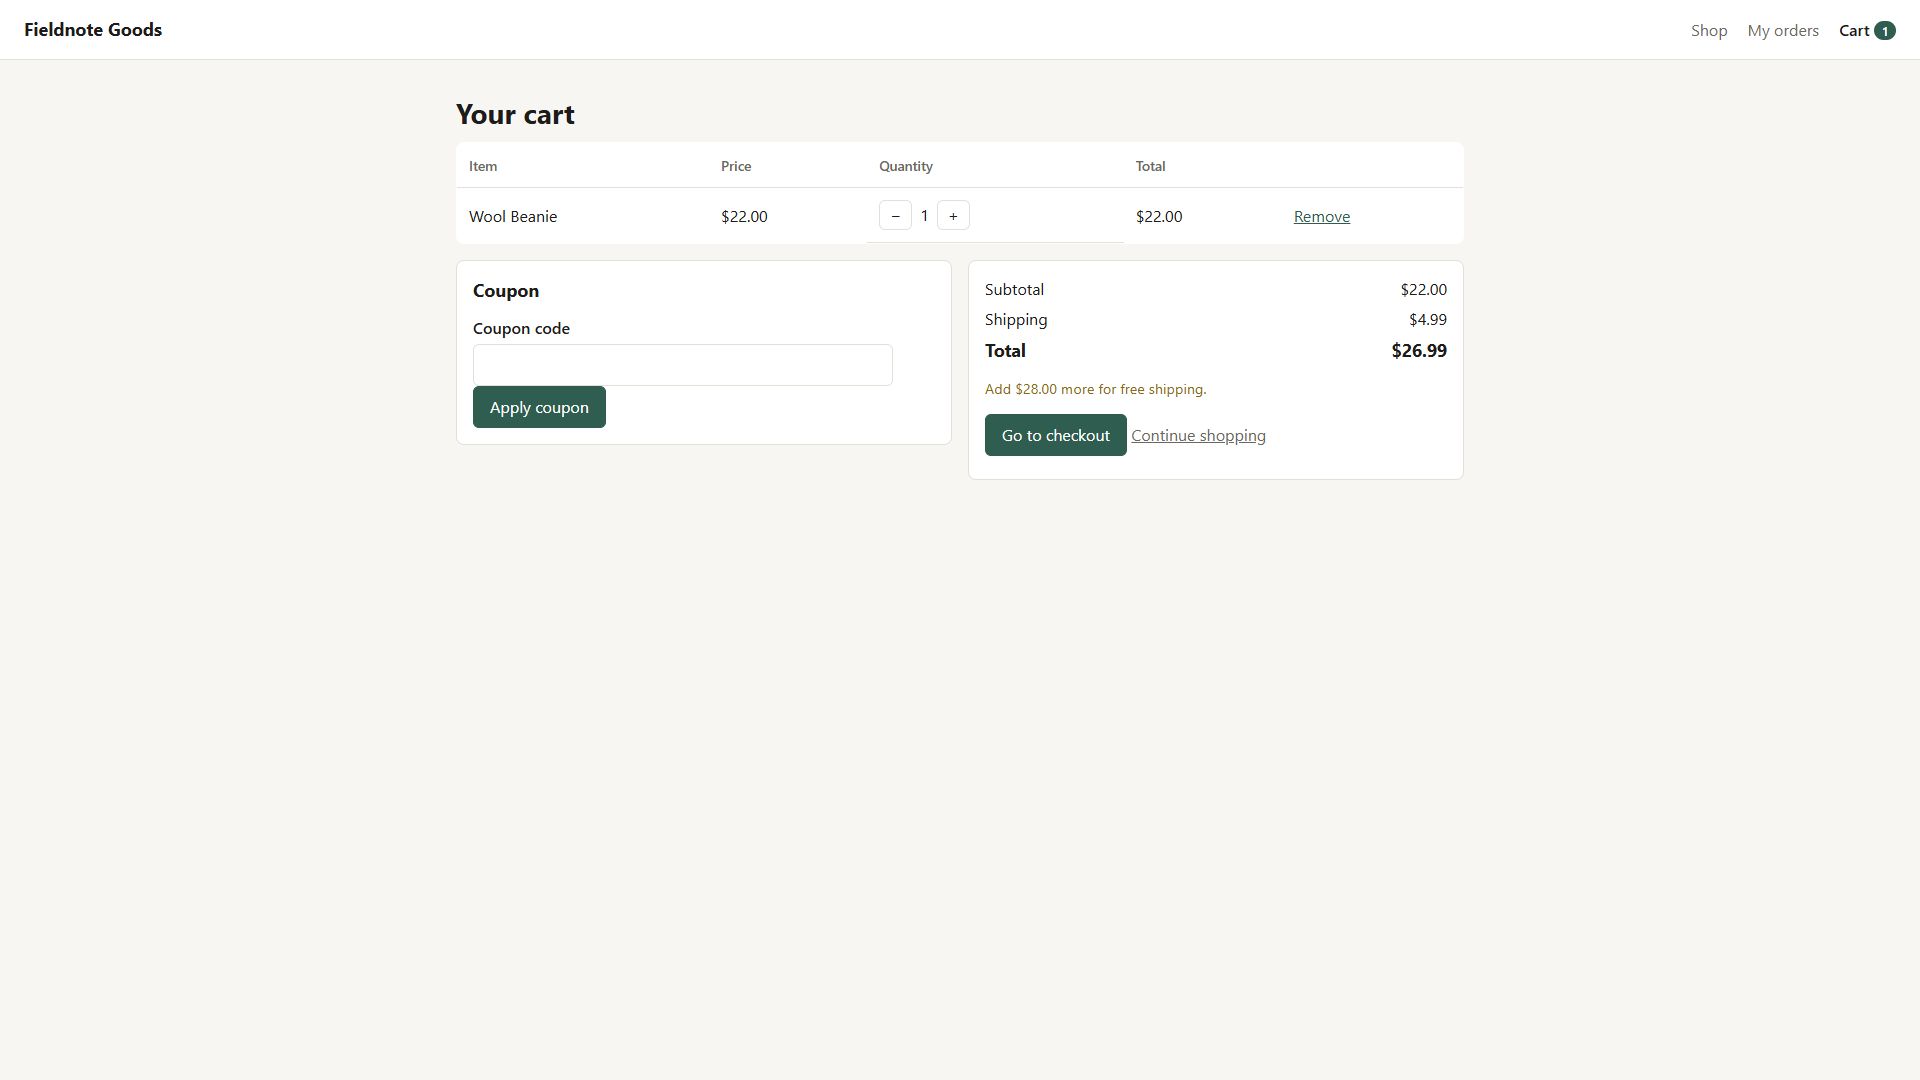 Fieldnote Goods Shop My orders Cart 1
Your cart
Item Price Quantity Total
Wool Beanie $22.00 − 1 + $22.00 Remove
Coupon
Coupon code
Apply coupon
Subtotal $22.00
Shipping $4.99
Total $26.99
Add $28.00 more for free shipping.
Go to checkout Continue shopping